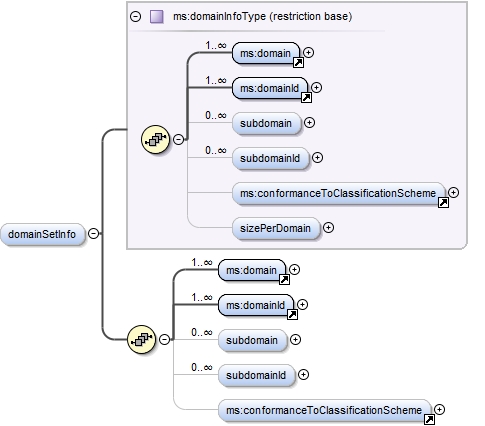 ms:domainInfoType (restriction base)
1..∞
ms:domain
1..∞
ms:domainId
0..∞
subdomain
0..∞
subdomainId
ms:conformanceToClassificationScheme
sizePerDomain
domainSetInfo
1..∞
ms:domain
1..∞
ms:domainId
0..∞
subdomain
0..∞
subdomainId
ms:conformanceToClassificationScheme